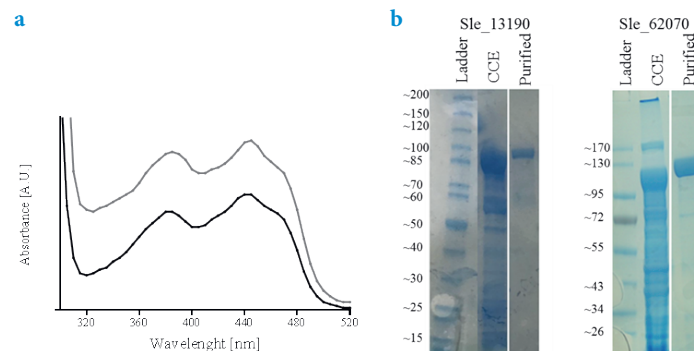 a
Absorbance [A.U.]
320 360 400 440 480 520
Wavelenght [nm]
b
Sle_13190
Ladder
CCE
Purified
~200
~150
~120
~100
~85
~70
~60
~50
~40
~30
~25
~15
Sle_62070
Ladder
CCE
Purified
~170
~130
~95
~72
~55
~43
~34
~26